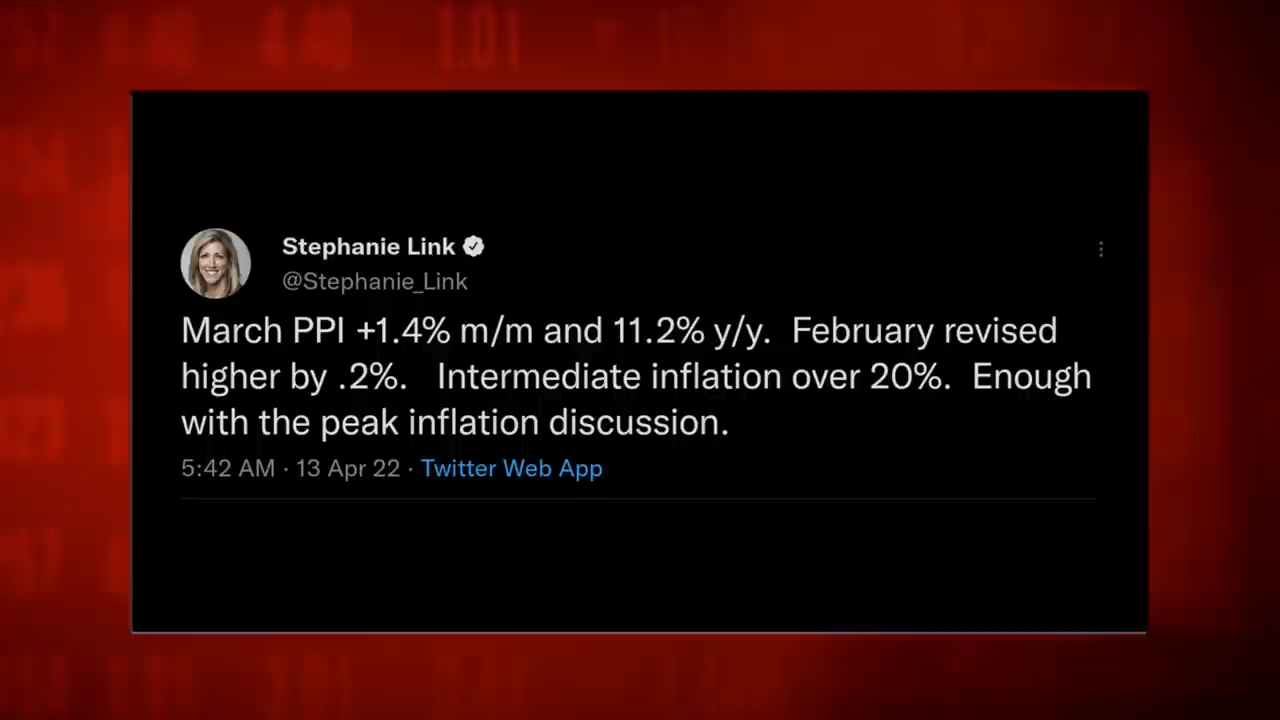 Stephanie Link
@Stephanie_Link
March PPI +1.4% m/m and 11.2% y/y.  February revised
higher by .2%.   Intermediate inflation over 20%.  Enough
with the peak inflation discussion.
5:42 AM · 13 Apr 22 · Twitter Web App